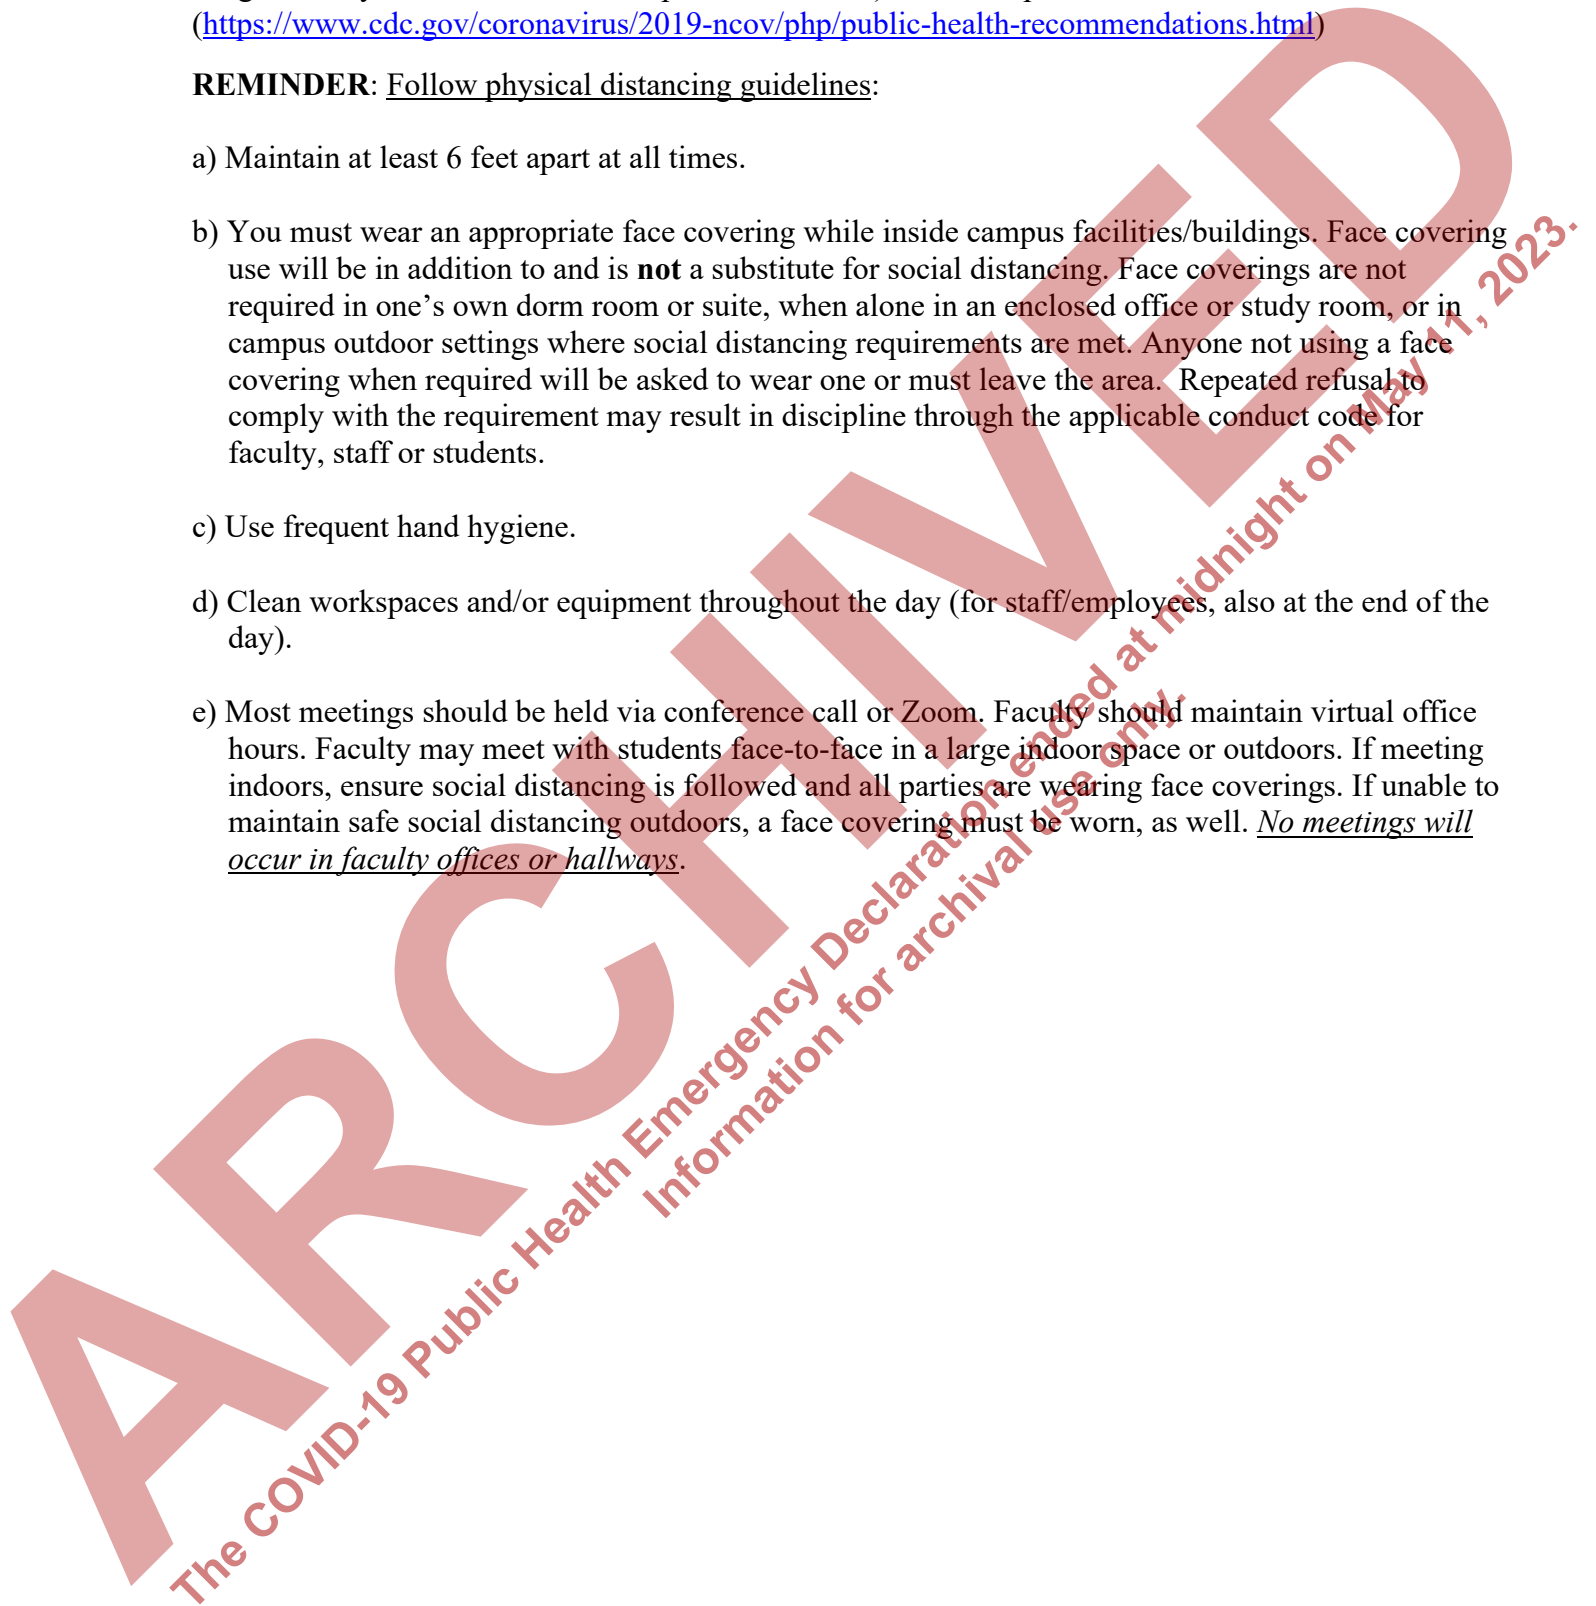 (https://www.cdc.gov/coronavirus/2019-ncov/php/public-health-recommendations.html)
REMINDER: Follow physical distancing guidelines:
a) Maintain at least 6 feet apart at all times.
b) You must wear an appropriate face covering while inside campus facilities/buildings. Face covering
use will be in addition to and is not a substitute for social distancing. Face coverings are not
required in one’s own dorm room or suite, when alone in an enclosed office or study room, or in
campus outdoor settings where social distancing requirements are met. Anyone not using a face
covering when required will be asked to wear one or must leave the area.  Repeated refusal to
comply with the requirement may result in discipline through the applicable conduct code for
faculty, staff or students.
c) Use frequent hand hygiene.
d) Clean workspaces and/or equipment throughout the day (for staff/employees, also at the end of the
day).
e) Most meetings should be held via conference call or Zoom. Faculty should maintain virtual office
hours. Faculty may meet with students face-to-face in a large indoor space or outdoors. If meeting
indoors, ensure social distancing is followed and all parties are wearing face coverings. If unable to
maintain safe social distancing outdoors, a face covering must be worn, as well. No meetings will
occur in faculty offices or hallways.
ARCHIVED
The COVID-19 Public Health Emergency Declaration ended at midnight on May 11, 2023.
Information for archival use only.